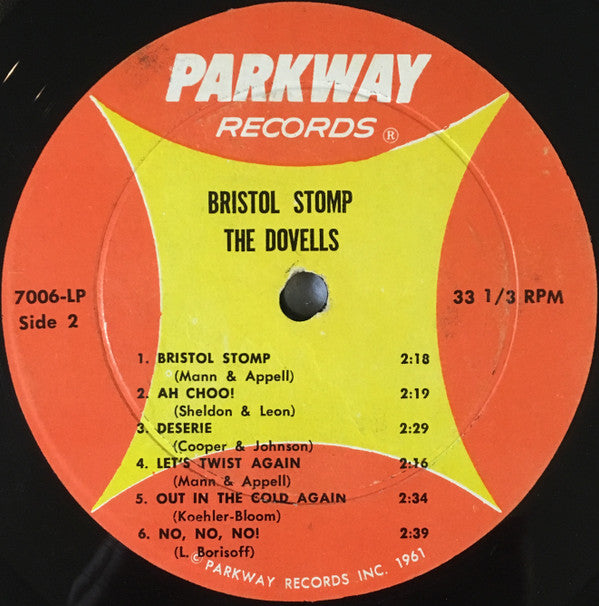 PARKWAY
RECORDS ®
BRISTOL STOMP
THE DOVELLS
7006-LP
Side 2
33 1/3 RPM
1. BRISTOL STOMP 2:18
(Mann & Appell)
2. AH CHOO! 2:19
(Sheldon & Leon)
3. DESERIE 2:29
(Cooper & Johnson)
4. LET'S TWIST AGAIN 2:16
(Mann & Appell)
5. OUT IN THE COLD AGAIN 2:34
(Koehler-Bloom)
6. NO, NO, NO! 2:39
(L. Borisoff)
© PARKWAY RECORDS INC. 1961